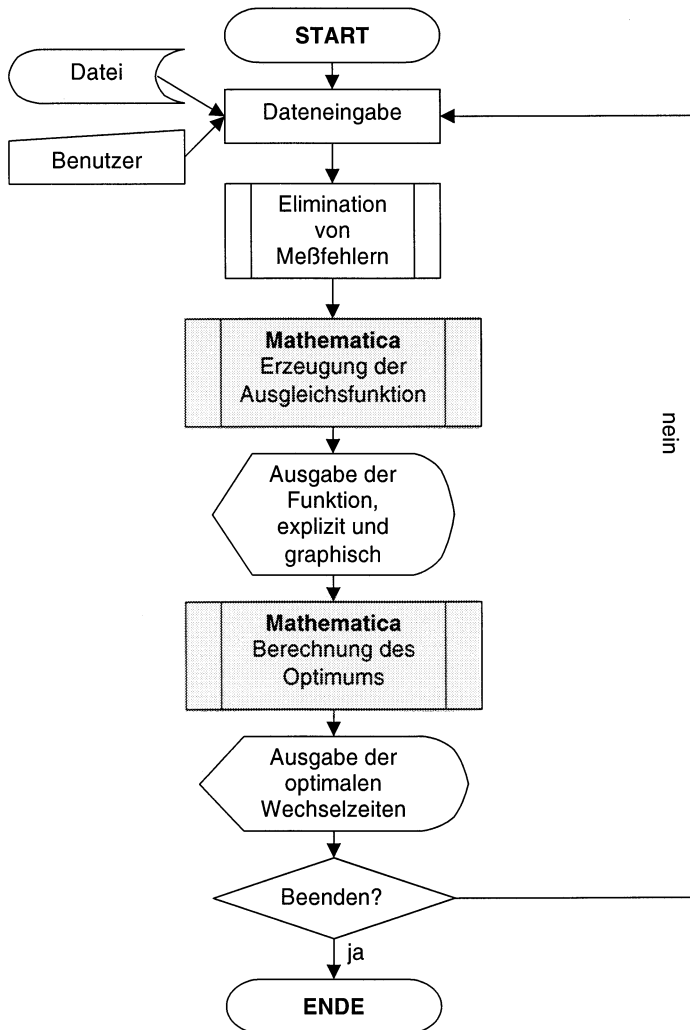 START
Datei
Dateneingabe
Benutzer
Elimination
von
Meßfehlern
Mathematica
Erzeugung der
Ausgleichsfunktion
nein
Ausgabe der
Funktion,
explizit und
graphisch
Mathematica
Berechnung des
Optimums
Ausgabe der
optimalen
Wechselzeiten
Beenden?
ja
ENDE